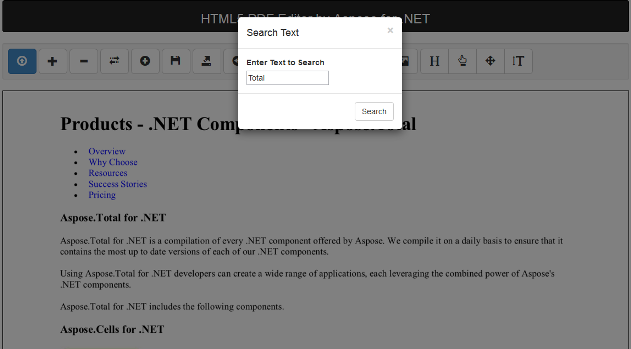 HTML5 PDF Editor by Aspose for .NET
Search Text
×
Enter Text to Search
Total
Search
H
T
Products - .NET Components - Aspose.Total
• Overview
• Why Choose
• Resources
• Success Stories
• Pricing
Aspose.Total for .NET
Aspose.Total for .NET is a compilation of every .NET component offered by Aspose. We compile it on a daily basis to ensure that it
contains the most up to date versions of each of our .NET components.
Using Aspose.Total for .NET developers can create a wide range of applications, each leveraging the combined power of Aspose's
.NET components.
Aspose.Total for .NET includes the following components.
Aspose.Cells for .NET